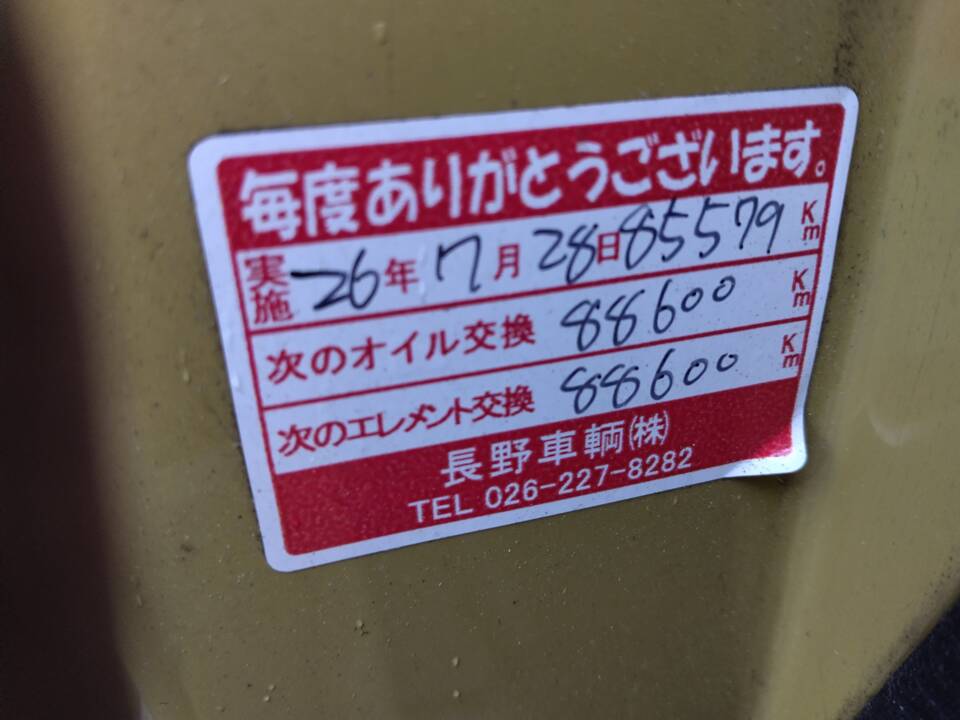 毎度ありがとうございます。
実施 26年 7月 28日 85579 Km
次のオイル交換 88600 Km
次のエレメント交換 88600 Km
長野車輌㈱
TEL 026-227-8282